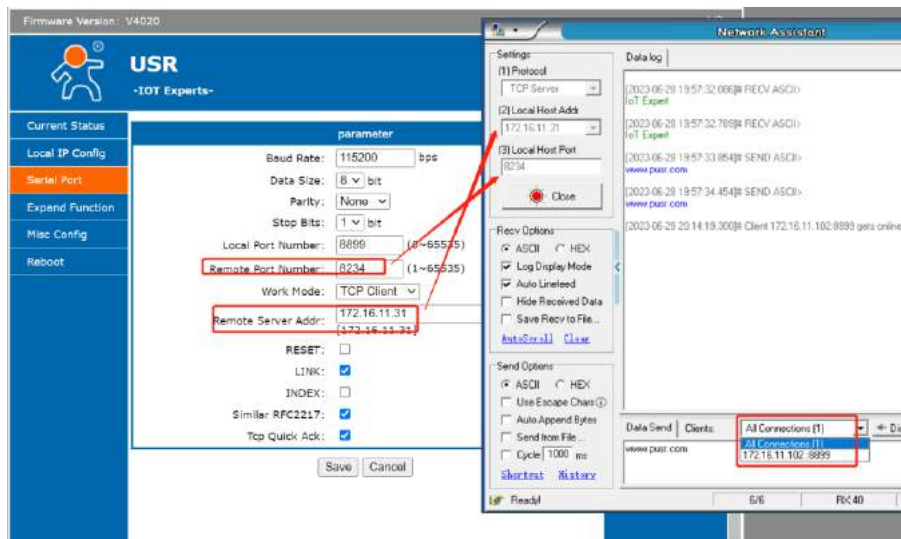 Firmware Version: V4020
USR
-IOT Experts-
Current Status
Local IP Config
Serial Port
Expand Function
Misc Config
Reboot
parameter
Baud Rate: 115200 bps
Data Size: 8 bit
Parity: None
Stop Bits: 1 bit
Local Port Number: 8899 (0~65535)
Remote Port Number: 8234 (1~65535)
Work Mode: TCP Client
Remote Server Addr: 172.16.11.31
[172.16.11.31]
RESET:
LINK:
INDEX:
Similar RFC2217:
Tcp Quick Ack:
Save Cancel
Network Assistant
Settings
(1) Protocol
TCP Server
(2) Local Host Addr
172.16.11.31
(3) Local Host Port
8234
Close
Recv Options
ASCII HEX
Log Display Mode
Auto Linefeed
Hide Received Data
Save Recv to File...
AutoScroll Clear
Send Options
ASCII HEX
Use Escape Chars
Auto Append Bytes
Send from File ...
Cycle 1000 ms
Shortcut History
Data log
[2023-06-28 19:57:32.086]# RECV ASCII>
IoT Expert
[2023-06-28 19:57:32.789]# RECV ASCII>
IoT Expert
[2023-06-28 19:57:33.854]# SEND ASCII>
www.pusr.com
[2023-06-28 19:57:34.454]# SEND ASCII>
www.pusr.com
[2023-06-29 20:14:19.300]# Client 172.16.11.102:8899 gets online
Data Send Clients: All Connections (1)
All Connections (1)
172.16.11.102:8899
www.pusr.com
Ready! 6/6 RX:40